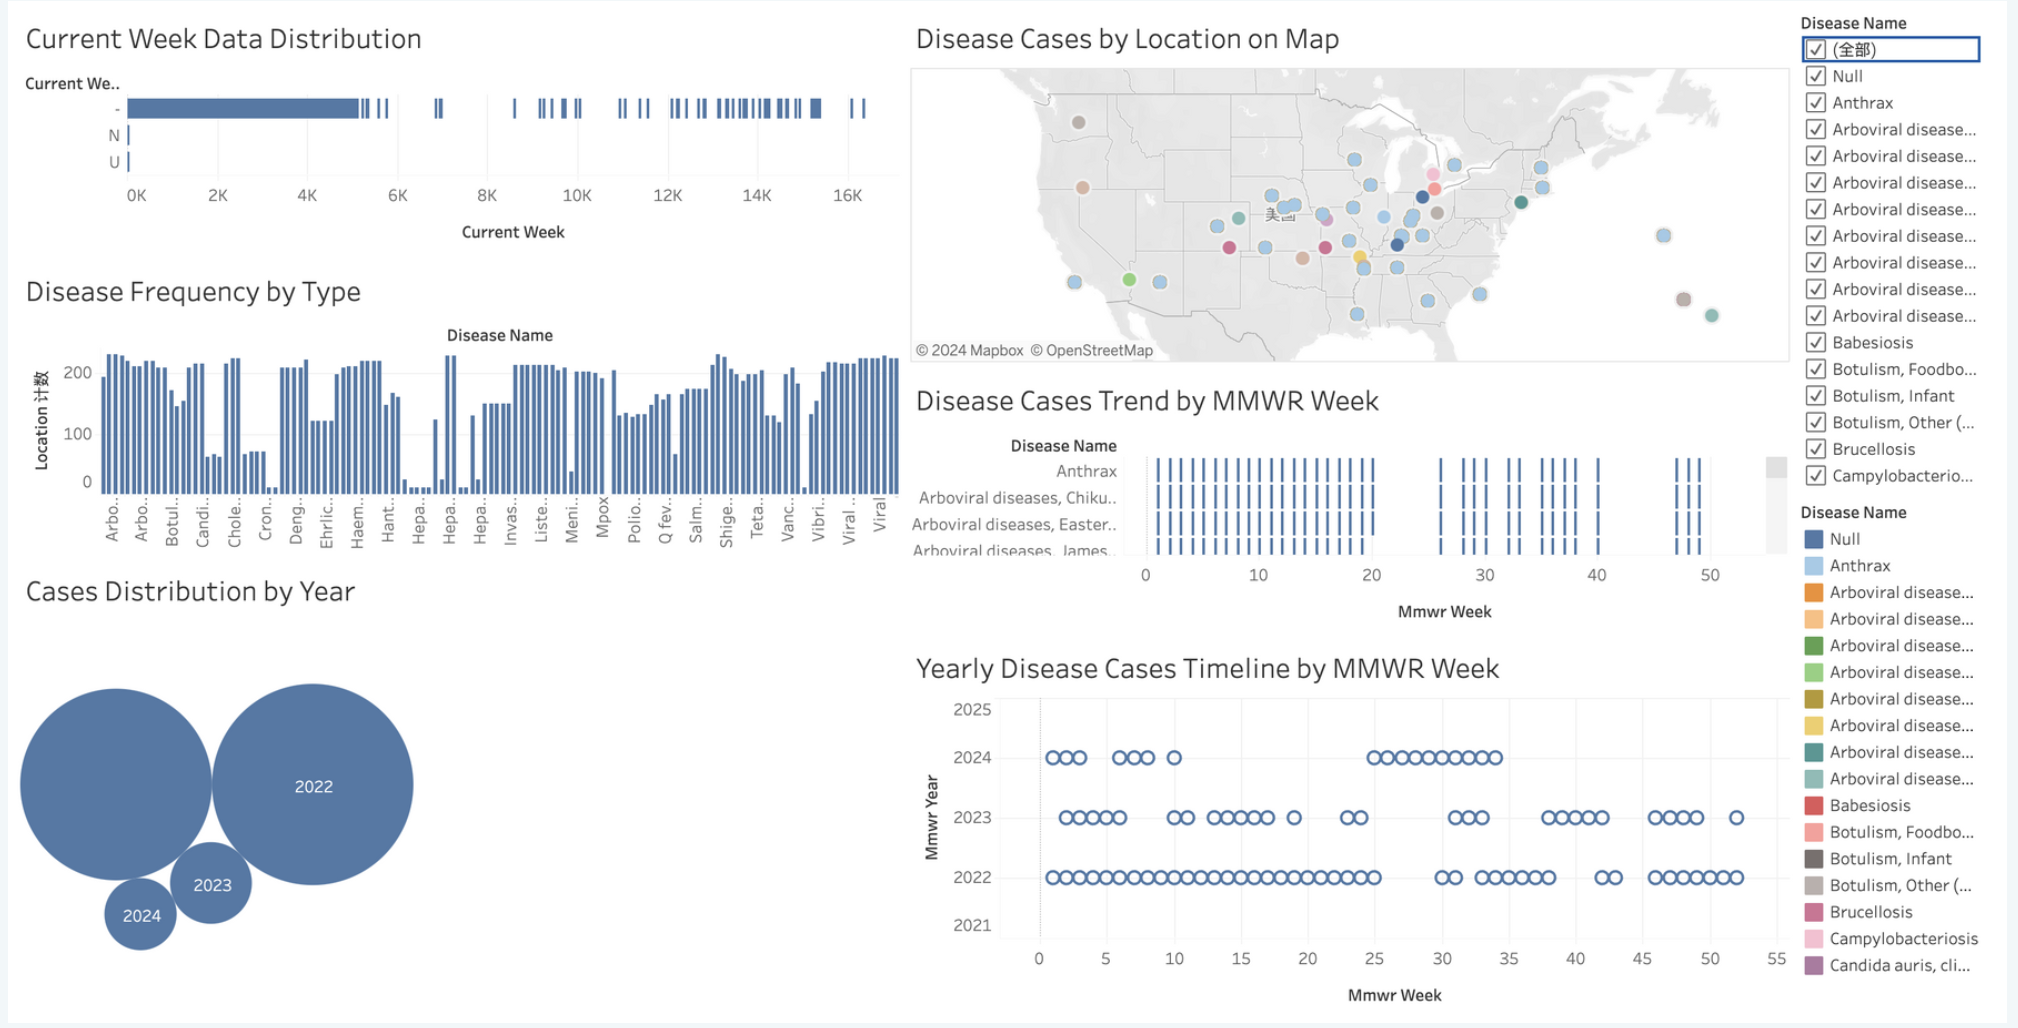 Current Week Data Distribution
Current We..
-
N
U
0K 2K 4K 6K 8K 10K 12K 14K 16K
Current Week
Disease Frequency by Type
Disease Name
Location 计数
200
100
0
Arbo.. Arbo.. Botul.. Candi.. Chole.. Cron.. Deng.. Ehrlic.. Haem.. Hant.. Hepa.. Hepa.. Hepa.. Invas.. Liste.. Meni.. Mpox Polio.. Q fev.. Salm.. Shige.. Teta.. Vanc.. Vibri.. Viral .. Viral
Cases Distribution by Year
2022
2023
2024
Disease Cases by Location on Map
美国
© 2024 Mapbox © OpenStreetMap
Disease Cases Trend by MMWR Week
Disease Name
Anthrax
Arboviral diseases, Chiku..
Arboviral diseases, Easter..
Arboviral diseases, James..
0 10 20 30 40 50
Mmwr Week
Yearly Disease Cases Timeline by MMWR Week
Mmwr Year
2025
2024
2023
2022
2021
0 5 10 15 20 25 30 35 40 45 50 55
Mmwr Week
Disease Name
(全部)
Null
Anthrax
Arboviral disease...
Arboviral disease...
Arboviral disease...
Arboviral disease...
Arboviral disease...
Arboviral disease...
Arboviral disease...
Arboviral disease...
Babesiosis
Botulism, Foodbo...
Botulism, Infant
Botulism, Other (...
Brucellosis
Campylobacterio...
Disease Name
Null
Anthrax
Arboviral disease...
Arboviral disease...
Arboviral disease...
Arboviral disease...
Arboviral disease...
Arboviral disease...
Arboviral disease...
Arboviral disease...
Babesiosis
Botulism, Foodbo...
Botulism, Infant
Botulism, Other (...
Brucellosis
Campylobacteriosis
Candida auris, cli...